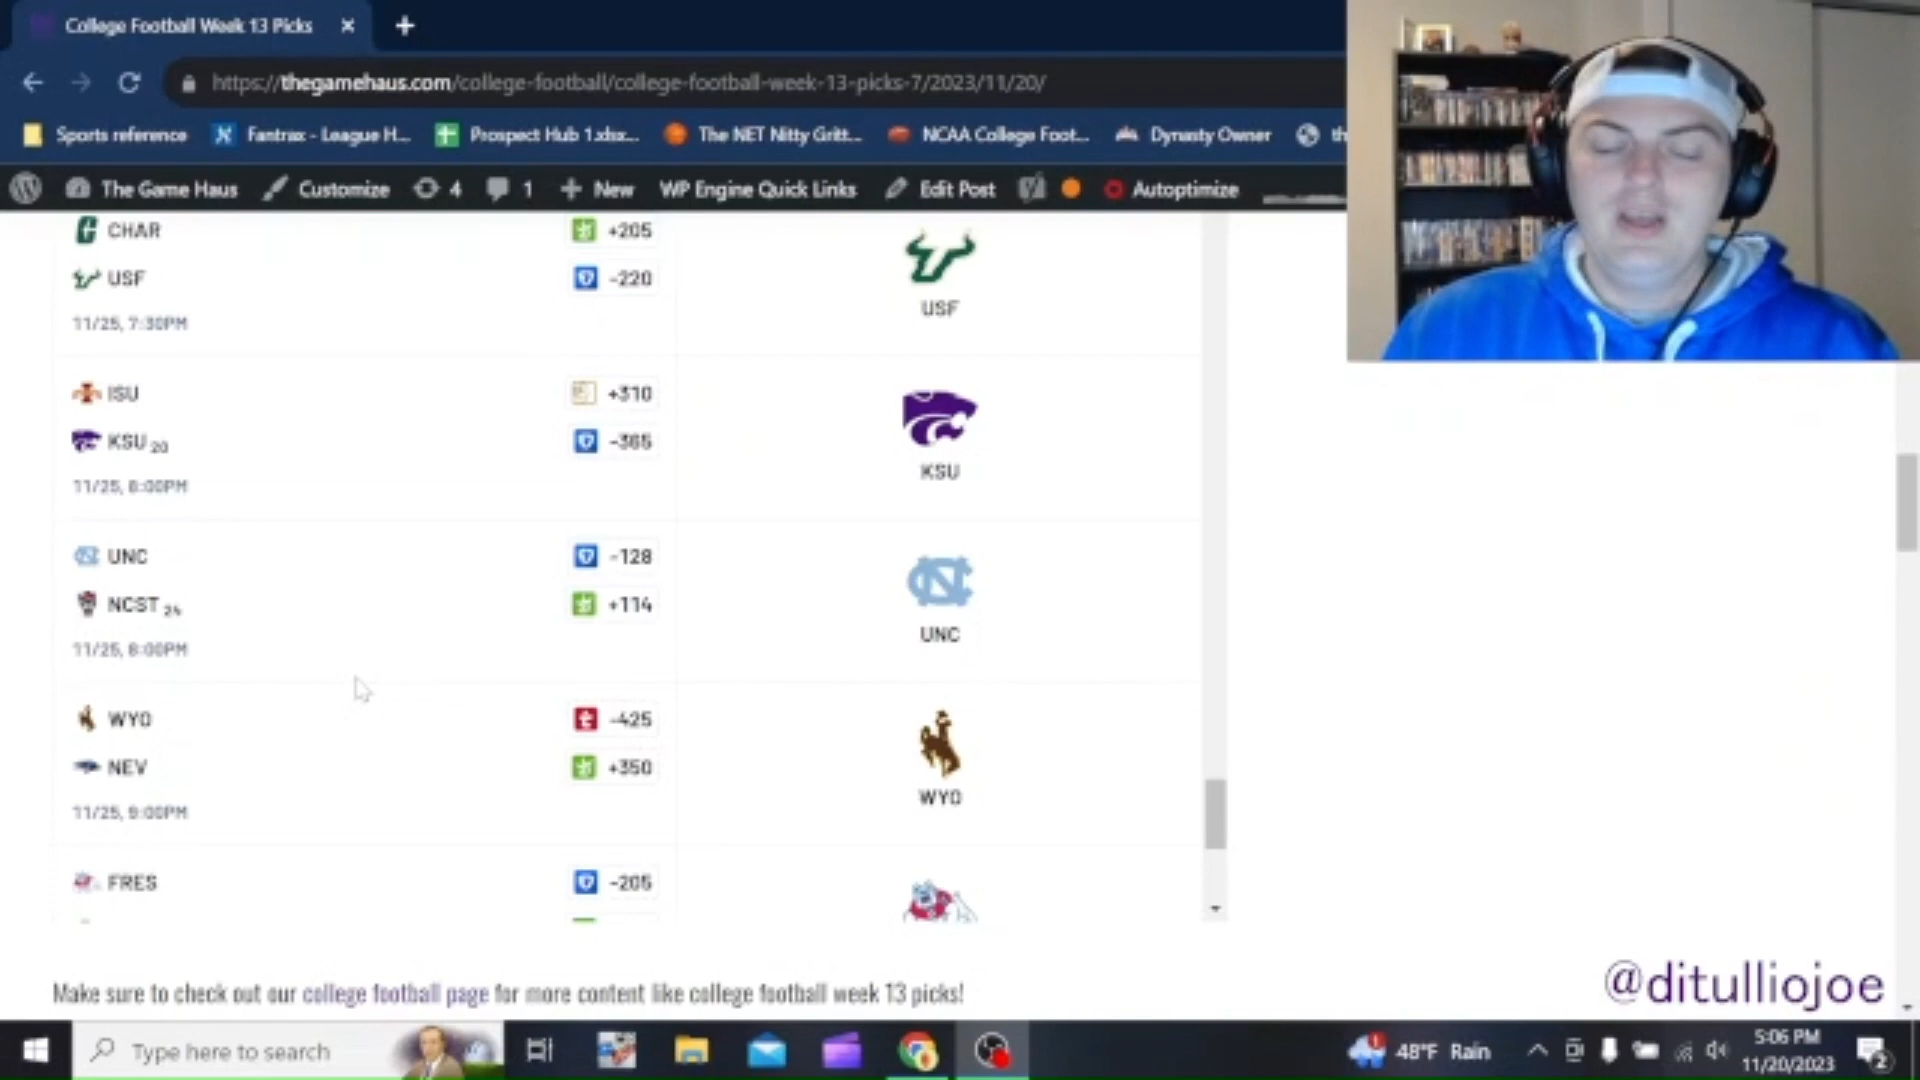 College Football Week 13 Picks
https://thegamehaus.com/college-football/college-football-week-13-picks-7/2023/11/20/
Sports reference Fantrax - League H... Prospect Hub 1.xlsx... The NET Nitty Gritt... NCAA College Foot... Dynasty Owner th
The Game Haus Customize 4 1 New WP Engine Quick Links Edit Post Autoptimize
CHAR +205
USF -220
11/25, 7:30PM
USF
ISU +310
KSU 20 -365
11/25, 8:00PM
KSU
UNC -128
NCST 24 +114
11/25, 8:00PM
UNC
WYO -425
NEV +350
11/25, 9:00PM
WYO
FRES -205
Make sure to check out our college football page for more content like college football week 13 picks!
@ditulliojoe
Type here to search
1 48°F Rain
5:06 PM
11/20/2023
2